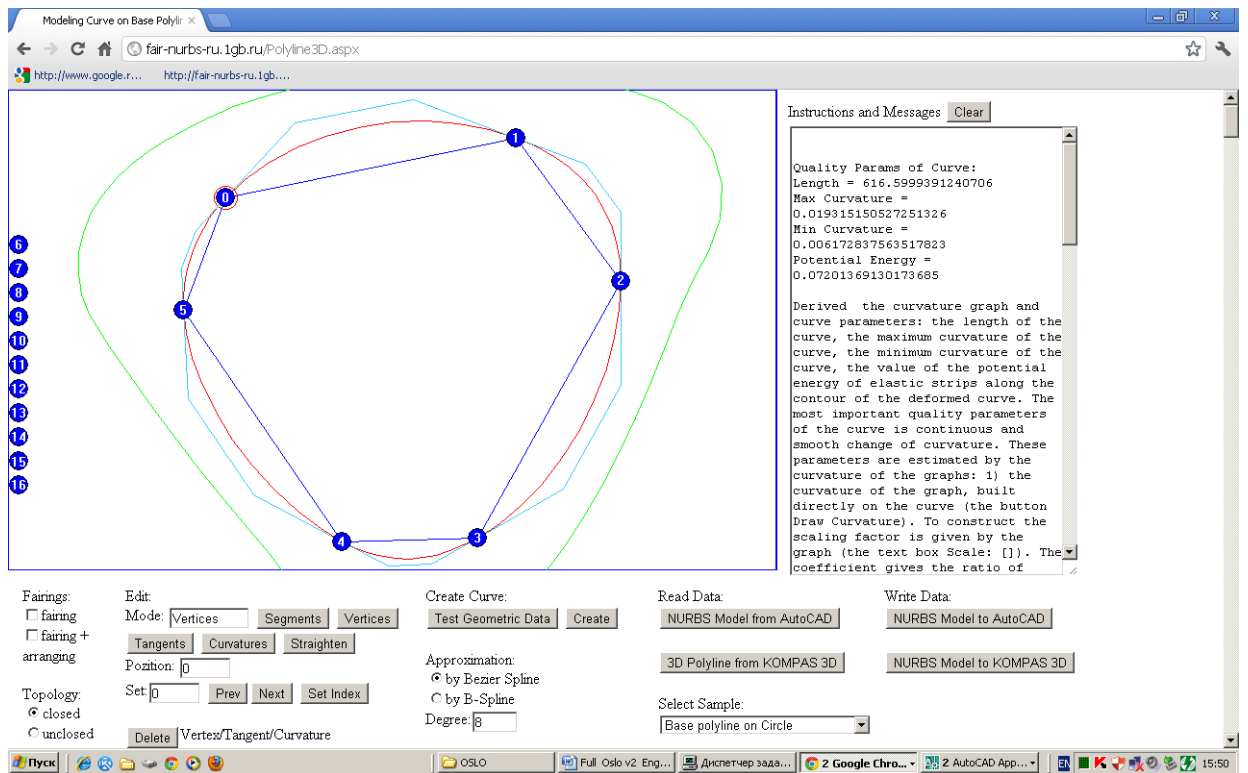 Modeling Curve on Base Polylir ×
fair-nurbs-ru.1gb.ru/Polyline3D.aspx
http://www.google.r... http://fair-nurbs-ru.1gb....
Instructions and Messages Clear
Quality Params of Curve:
Length = 616.5999391240706
Max Curvature =
0.019315150527251326
Min Curvature =
0.006172837563517823
Potential Energy =
0.07201369130173685
Derived the curvature graph and
curve parameters: the length of the
curve, the maximum curvature of the
curve, the minimum curvature of the
curve, the value of the potential
energy of elastic strips along the
contour of the deformed curve. The
most important quality parameters
of the curve is continuous and
smooth change of curvature. These
parameters are estimated by the
curvature of the graphs: 1) the
curvature of the graph, built
directly on the curve (the button
Draw Curvature). To construct the
scaling factor is given by the
graph (the text box Scale: []). The
coefficient gives the ratio of
0
1
2
3
4
5
6
7
8
9
10
11
12
13
14
15
16
Fairings:
fairing
fairing +
arranging
Topology:
closed
unclosed
Edit:
Mode: Vertices Segments Vertices
Tangents Curvatures Straighten
Pozition: 0
Set: 0 Prev Next Set Index
Delete Vertex/Tangent/Curvature
Create Curve:
Test Geometric Data Create
Approximation:
by Bezier Spline
by B-Spline
Degree: 8
Read Data:
NURBS Model from AutoCAD
3D Polyline from KOMPAS 3D
Select Sample:
Base polyline on Circle
Write Data:
NURBS Model to AutoCAD
NURBS Model to KOMPAS 3D
Пуск OSLO Full Oslo v2 Eng... Диспетчер зада... 2 Google Chro... 2 AutoCAD App... EN 15:50